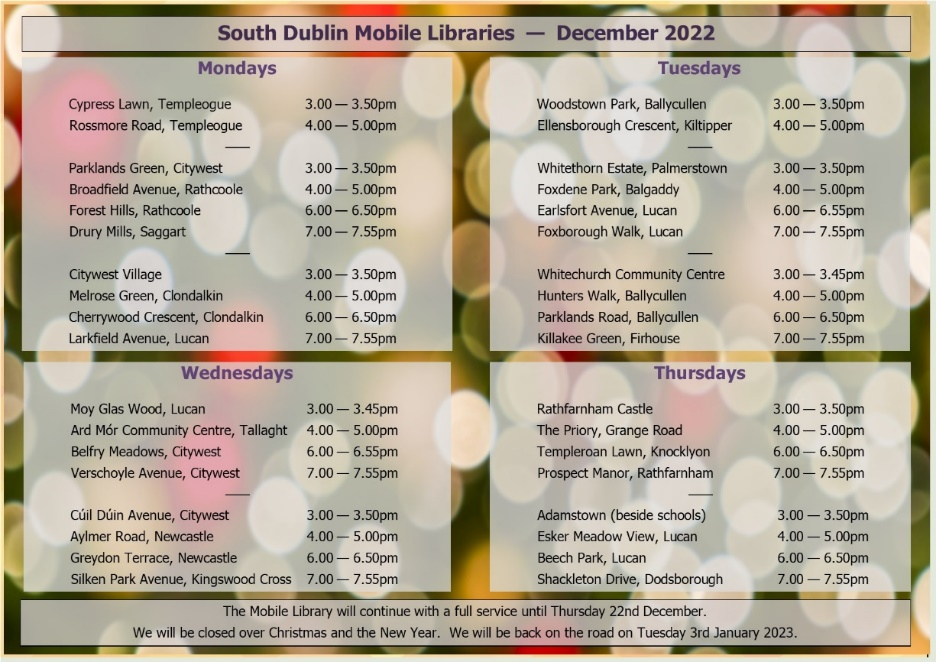 South Dublin Mobile Libraries — December 2022
Mondays
Cypress Lawn, Templeogue 3.00 — 3.50pm
Rossmore Road, Templeogue 4.00 — 5.00pm
Parklands Green, Citywest 3.00 — 3.50pm
Broadfield Avenue, Rathcoole 4.00 — 5.00pm
Forest Hills, Rathcoole 6.00 — 6.50pm
Drury Mills, Saggart 7.00 — 7.55pm
Citywest Village 3.00 — 3.50pm
Melrose Green, Clondalkin 4.00 — 5.00pm
Cherrywood Crescent, Clondalkin 6.00 — 6.50pm
Larkfield Avenue, Lucan 7.00 — 7.55pm
Tuesdays
Woodstown Park, Ballycullen 3.00 — 3.50pm
Ellensborough Crescent, Kiltipper 4.00 — 5.00pm
Whitethorn Estate, Palmerstown 3.00 — 3.50pm
Foxdene Park, Balgaddy 4.00 — 5.00pm
Earlsfort Avenue, Lucan 6.00 — 6.55pm
Foxborough Walk, Lucan 7.00 — 7.55pm
Whitechurch Community Centre 3.00 — 3.45pm
Hunters Walk, Ballycullen 4.00 — 5.00pm
Parklands Road, Ballycullen 6.00 — 6.50pm
Killakee Green, Firhouse 7.00 — 7.55pm
Wednesdays
Moy Glas Wood, Lucan 3.00 — 3.45pm
Ard Mór Community Centre, Tallaght 4.00 — 5.00pm
Belfry Meadows, Citywest 6.00 — 6.55pm
Verschoyle Avenue, Citywest 7.00 — 7.55pm
Cúil Dúin Avenue, Citywest 3.00 — 3.50pm
Aylmer Road, Newcastle 4.00 — 5.00pm
Greydon Terrace, Newcastle 6.00 — 6.50pm
Silken Park Avenue, Kingswood Cross 7.00 — 7.55pm
Thursdays
Rathfarnham Castle 3.00 — 3.50pm
The Priory, Grange Road 4.00 — 5.00pm
Templeroan Lawn, Knocklyon 6.00 — 6.50pm
Prospect Manor, Rathfarnham 7.00 — 7.55pm
Adamstown (beside schools) 3.00 — 3.50pm
Esker Meadow View, Lucan 4.00 — 5.00pm
Beech Park, Lucan 6.00 — 6.50pm
Shackleton Drive, Dodsborough 7.00 — 7.55pm
The Mobile Library will continue with a full service until Thursday 22nd December.
We will be closed over Christmas and the New Year. We will be back on the road on Tuesday 3rd January 2023.